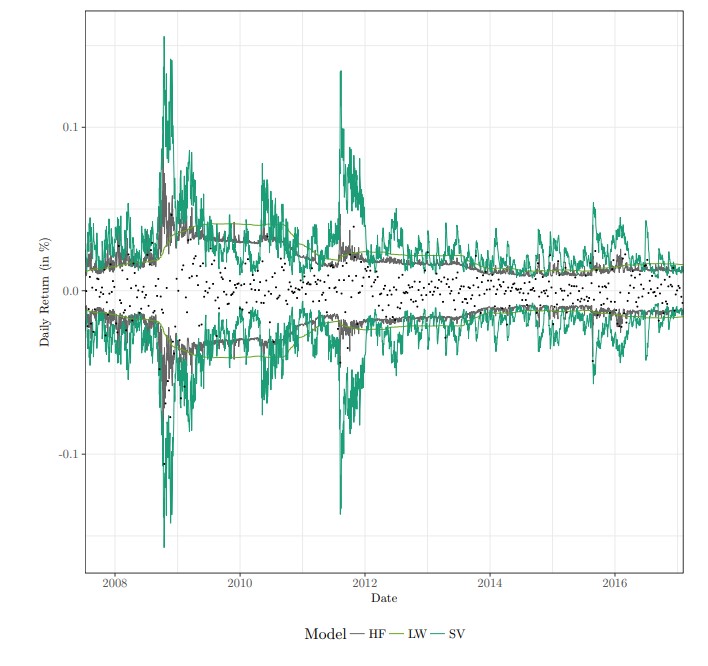 0.1
0.0
-0.1
Daily Return (in %)
2008 2010 2012 2014 2016
Date
Model HF LW SV